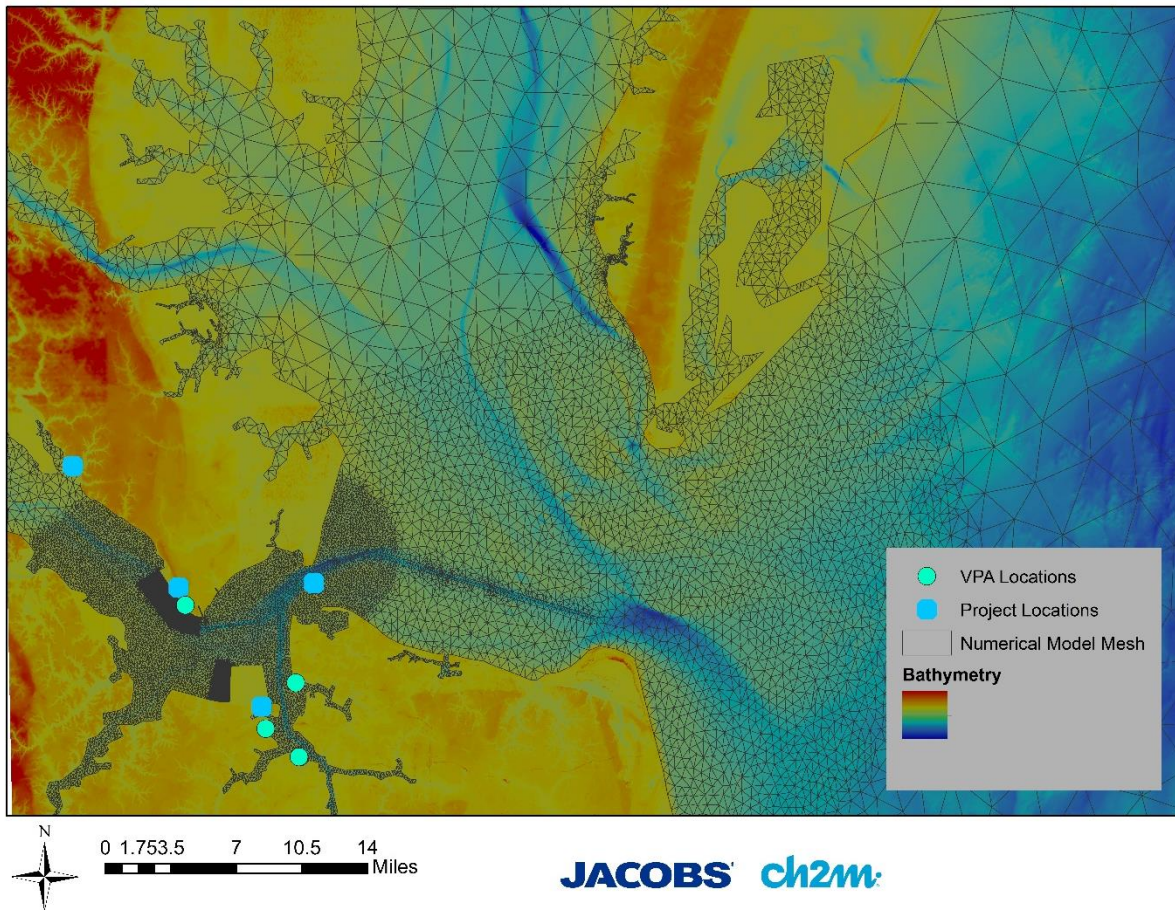 VPA Locations
Project Locations
Numerical Model Mesh
Bathymetry
N
0 1.753.5 7 10.5 14
Miles
JACOBS' ch2m: